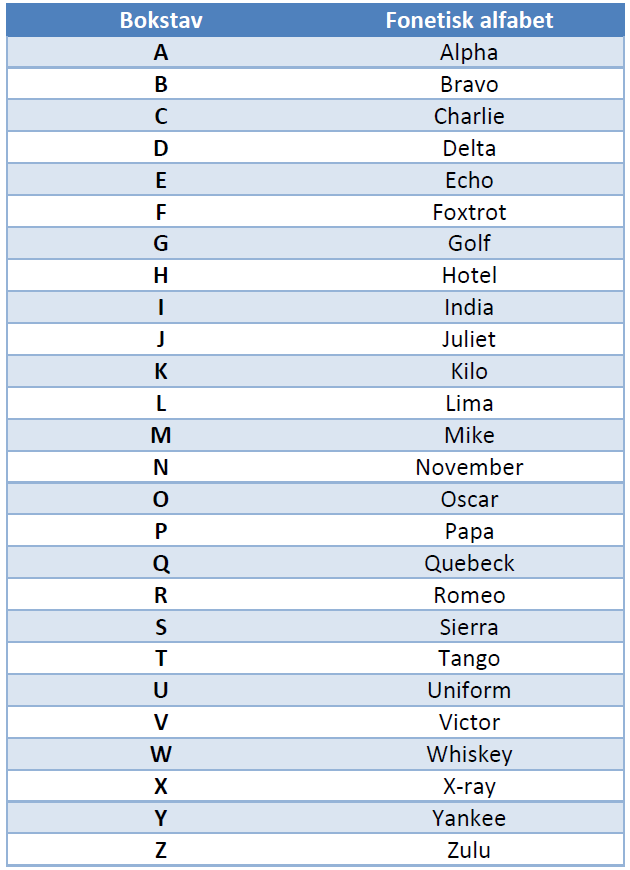 Bokstav Fonetisk alfabet
A Alpha
B Bravo
C Charlie
D Delta
E Echo
F Foxtrot
G Golf
H Hotel
I India
J Juliet
K Kilo
L Lima
M Mike
N November
O Oscar
P Papa
Q Quebeck
R Romeo
S Sierra
T Tango
U Uniform
V Victor
W Whiskey
X X-ray
Y Yankee
Z Zulu